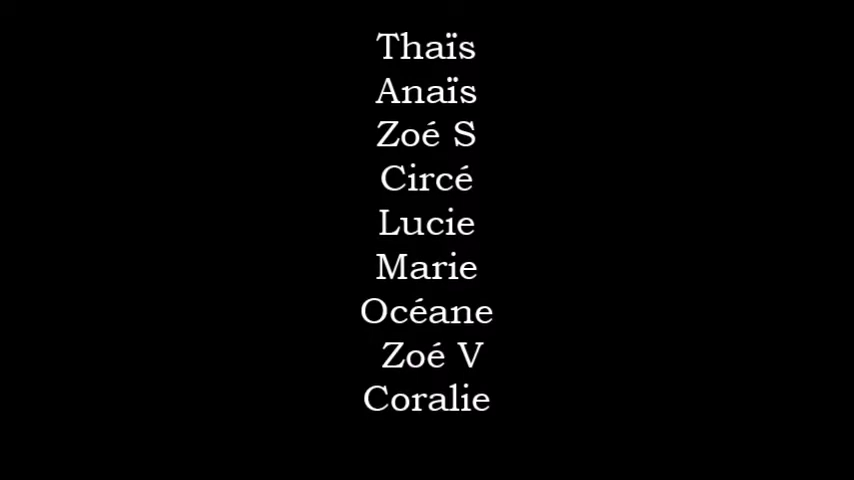 Thaïs
Anaïs
Zoé S
Circé
Lucie
Marie
Océane
Zoé V
Coralie